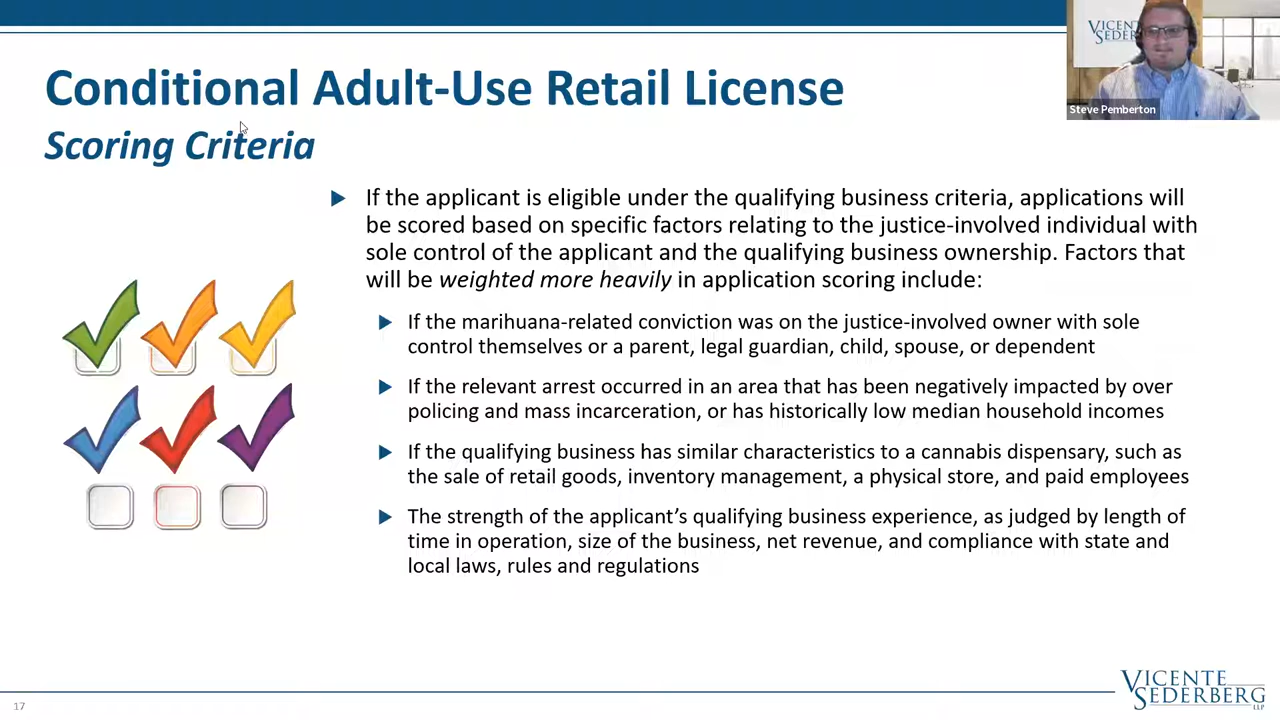 VICENTE
SEDER
Steve Pemberton
Conditional Adult-Use Retail License
Scoring Criteria
If the applicant is eligible under the qualifying business criteria, applications will
be scored based on specific factors relating to the justice-involved individual with
sole control of the applicant and the qualifying business ownership. Factors that
will be weighted more heavily in application scoring include:
If the marihuana-related conviction was on the justice-involved owner with sole
control themselves or a parent, legal guardian, child, spouse, or dependent
If the relevant arrest occurred in an area that has been negatively impacted by over
policing and mass incarceration, or has historically low median household incomes
If the qualifying business has similar characteristics to a cannabis dispensary, such as
the sale of retail goods, inventory management, a physical store, and paid employees
The strength of the applicant’s qualifying business experience, as judged by length of
time in operation, size of the business, net revenue, and compliance with state and
local laws, rules and regulations
17
VICENTE
SEDERBERG
LLP